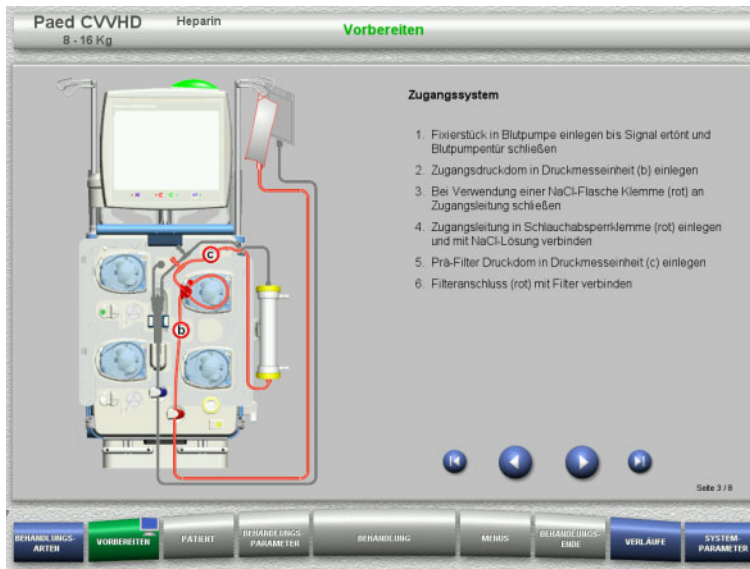 Paed CVVHD Heparin
8 - 16 Kg
Vorbereiten
Zugangssystem
1. Fixierstück in Blutpumpe einlegen bis Signal ertönt und
Blutpumpentür schließen
2. Zugangsdruckdom in Druckmesseinheit (b) einlegen
3. Bei Verwendung einer NaCl-Flasche Klemme (rot) an
Zugangsleitung schließen
4. Zugangsleitung in Schlauchabsperrklemme (rot) einlegen
und mit NaCl-Lösung verbinden
5. Prä-Filter Druckdom in Druckmesseinheit (c) einlegen
6. Filteranschluss (rot) mit Filter verbinden
c
b
Seite 3 / 8
BEHANDLUNGS-
ARTEN
VORBEREITEN
PATIENT
BEHANDLUNGS-
PARAMETER
BEHANDLUNG
MENUS
BEHANDLUNGS-
ENDE
VERLÄUFE
SYSTEM-
PARAMETER